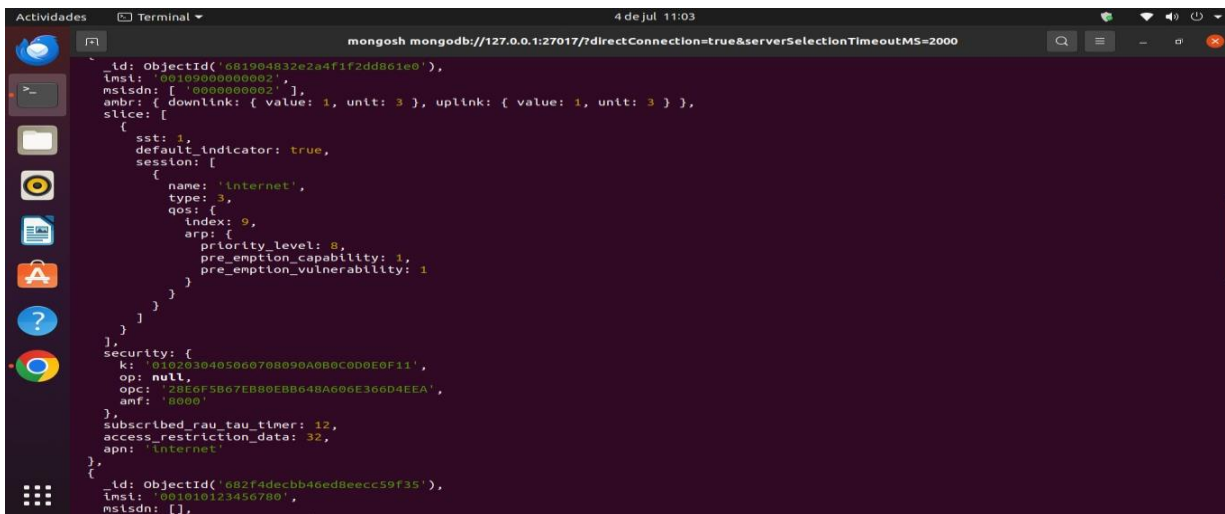 Actividades Terminal 4 de jul 11:03
mongosh mongodb://127.0.0.1:27017/?directConnection=true&serverSelectionTimeoutMS=2000
_id: ObjectId('681904832e2a4f1f2dd861e0'),
imsi: '00109000000002',
msisdn: [ '0000000002' ],
ambr: { downlink: { value: 1, unit: 3 }, uplink: { value: 1, unit: 3 } },
slice: [
{
sst: 1,
default_indicator: true,
session: [
{
name: 'internet',
type: 3,
qos: {
index: 9,
arp: {
priority_level: 8,
pre_emption_capability: 1,
pre_emption_vulnerability: 1
}
}
}
]
}
],
security: {
k: '0102030405060708090A0B0C0D0E0F11',
op: null,
opc: '28E6F5B67EB80EBB648A606E366D4EEA',
amf: '8000'
},
subscribed_rau_tau_timer: 12,
access_restriction_data: 32,
apn: 'internet'
},
{
_id: ObjectId('682f4decbb46ed8eecc59f35'),
imsi: '001010123456780',
msisdn: [],